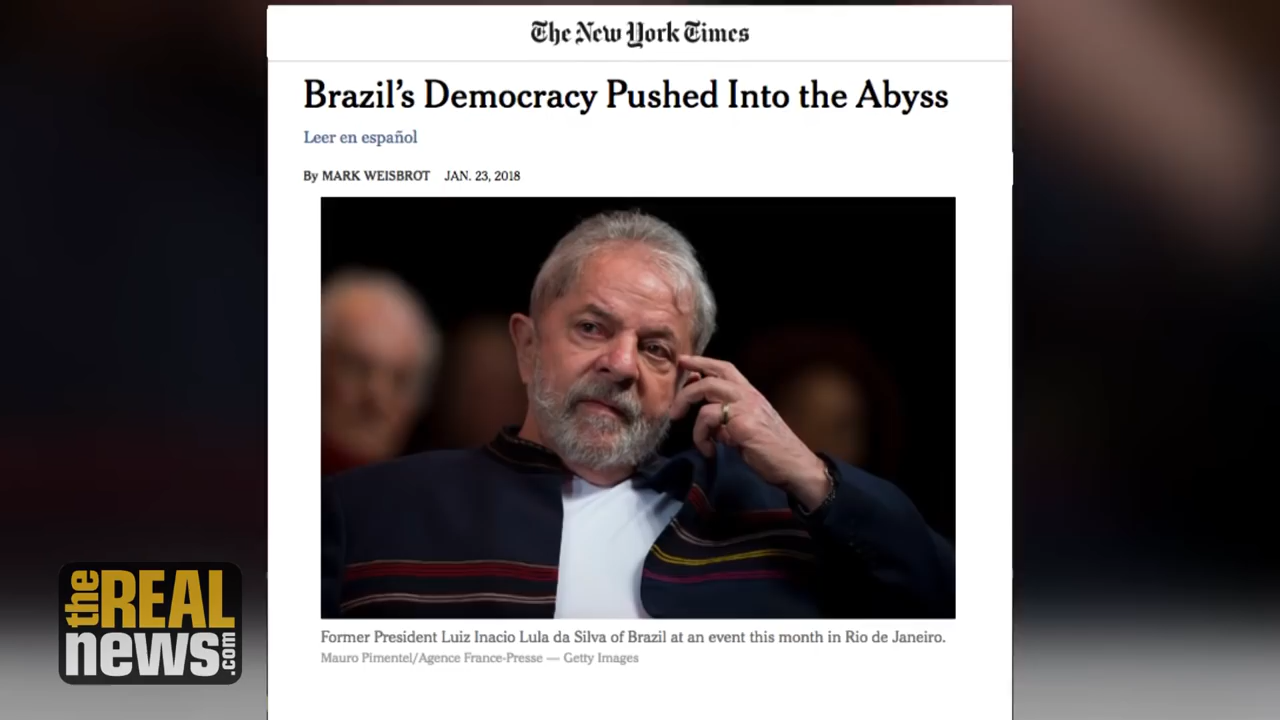 The New York Times
Brazil's Democracy Pushed Into the Abyss
Leer en español
By MARK WEISBROT JAN. 23, 2018
Former President Luiz Inacio Lula da Silva of Brazil at an event this month in Rio de Janeiro.
Mauro Pimentel/Agence France-Presse — Getty Images
the REAL
news.com